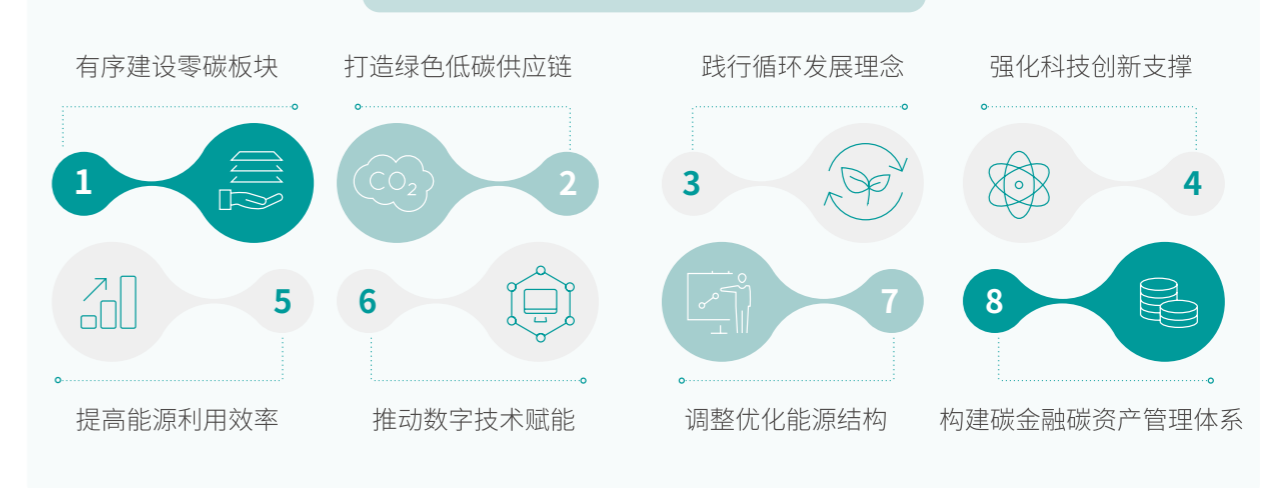 有序建设零碳板块
打造绿色低碳供应链
践行循环发展理念
强化科技创新支撑
1
CO2
2
3
4
5
6
7
8
提高能源利用效率
推动数字技术赋能
调整优化能源结构
构建碳金融碳资产管理体系